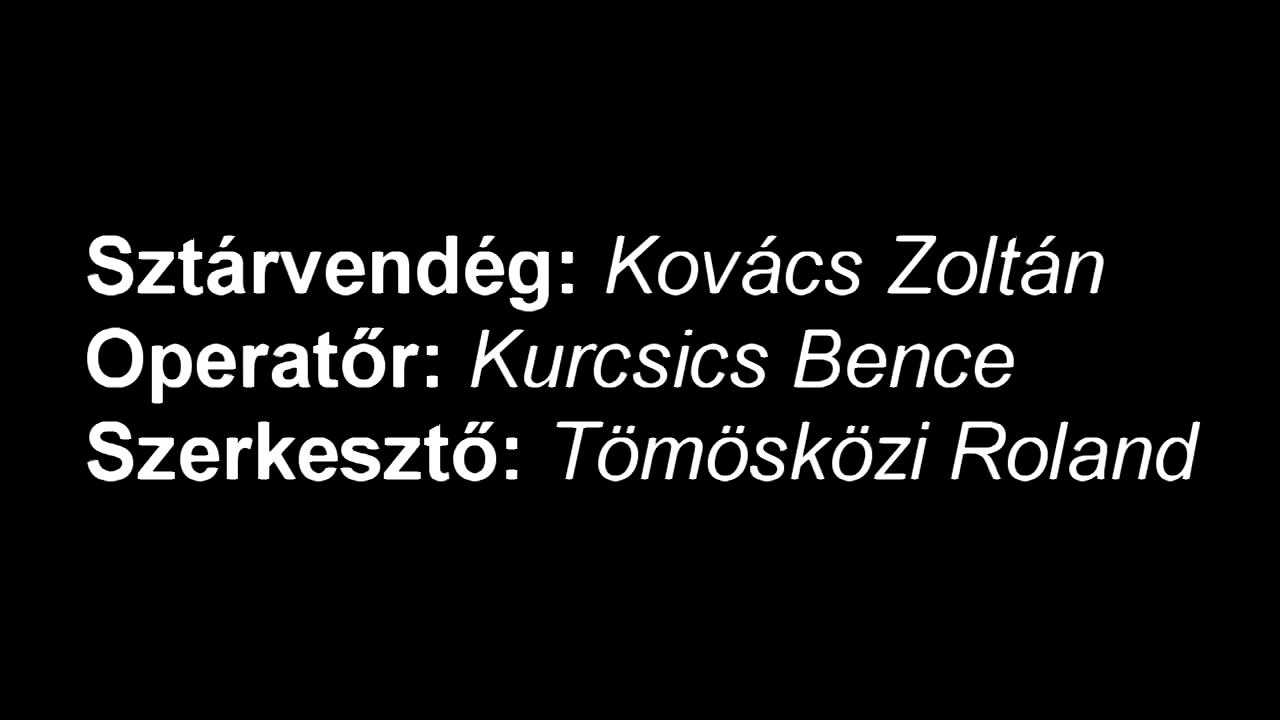 Sztárvendég: Kovács Zoltán
Operatőr: Kurcsics Bence
Szerkesztő: Tömösközi Roland